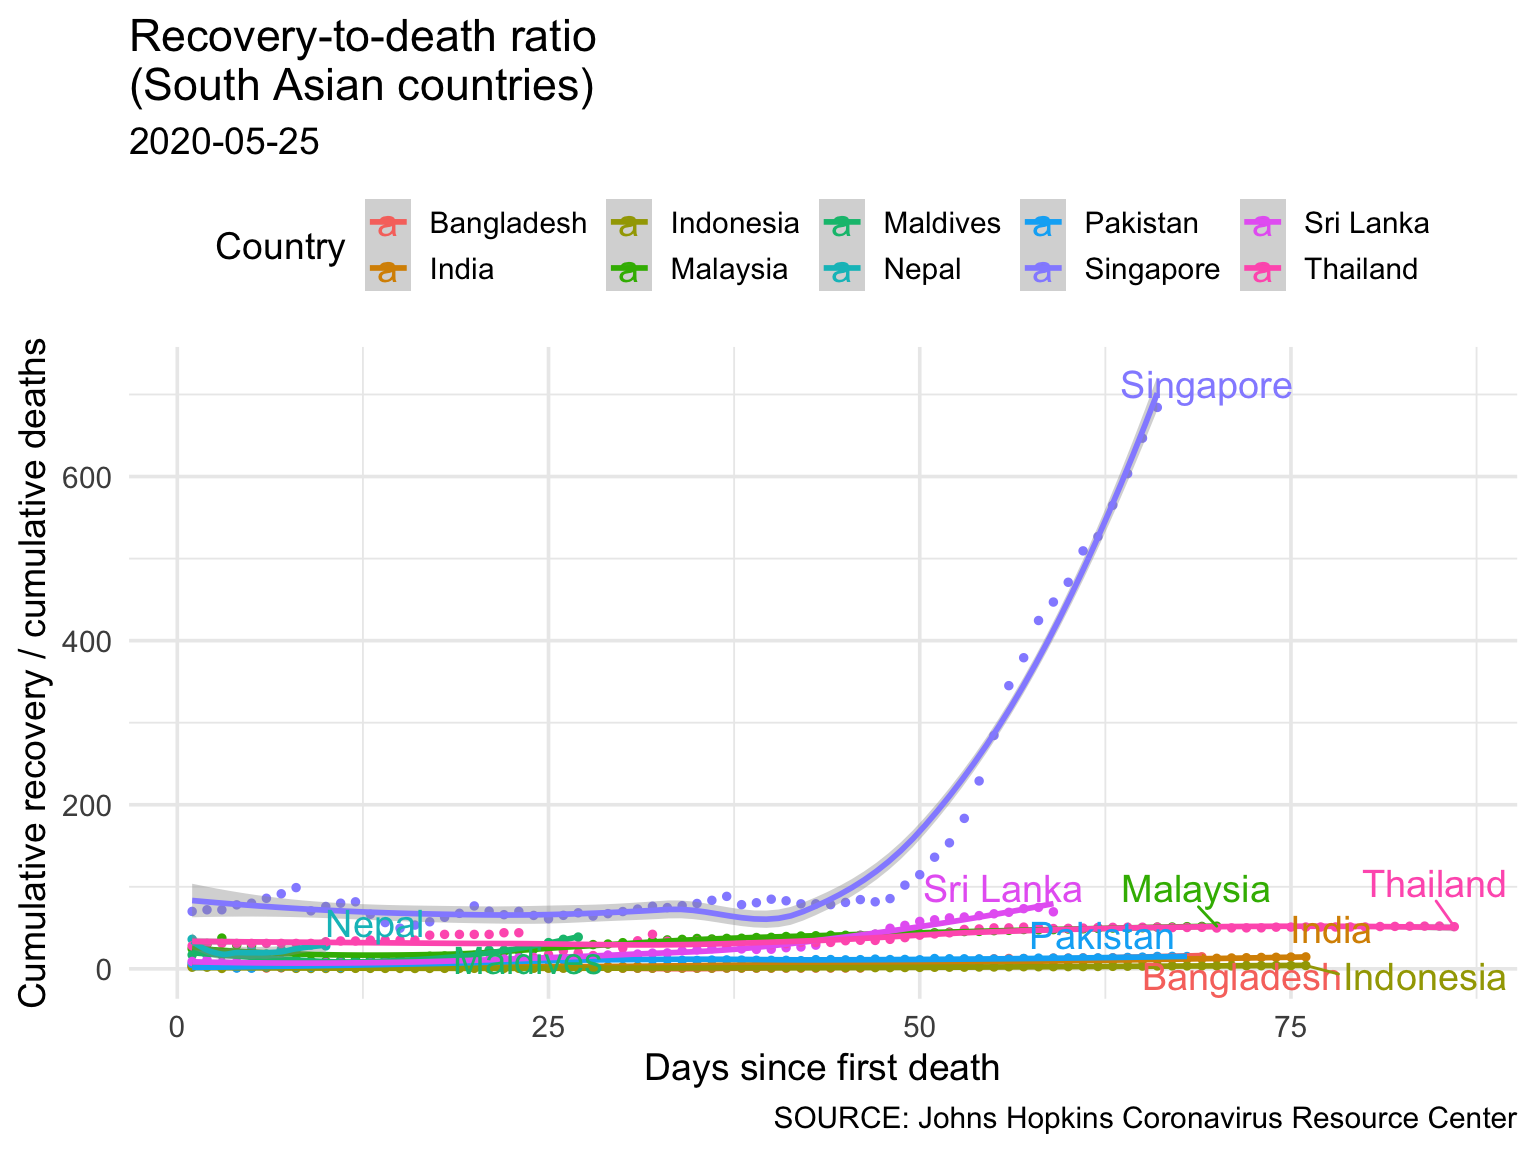 Recovery-to-death ratio
(South Asian countries)
2020-05-25
Country
a Bangladesh a Indonesia a Maldives a Pakistan a Sri Lanka
a India a Malaysia a Nepal a Singapore a Thailand
Cumulative recovery / cumulative deaths
600
400
200
0
Singapore
Sri Lanka
Malaysia
Thailand
Nepal
Pakistan
India
Maldives
Bangladesh
Indonesia
0 25 50 75
Days since first death
SOURCE: Johns Hopkins Coronavirus Resource Center